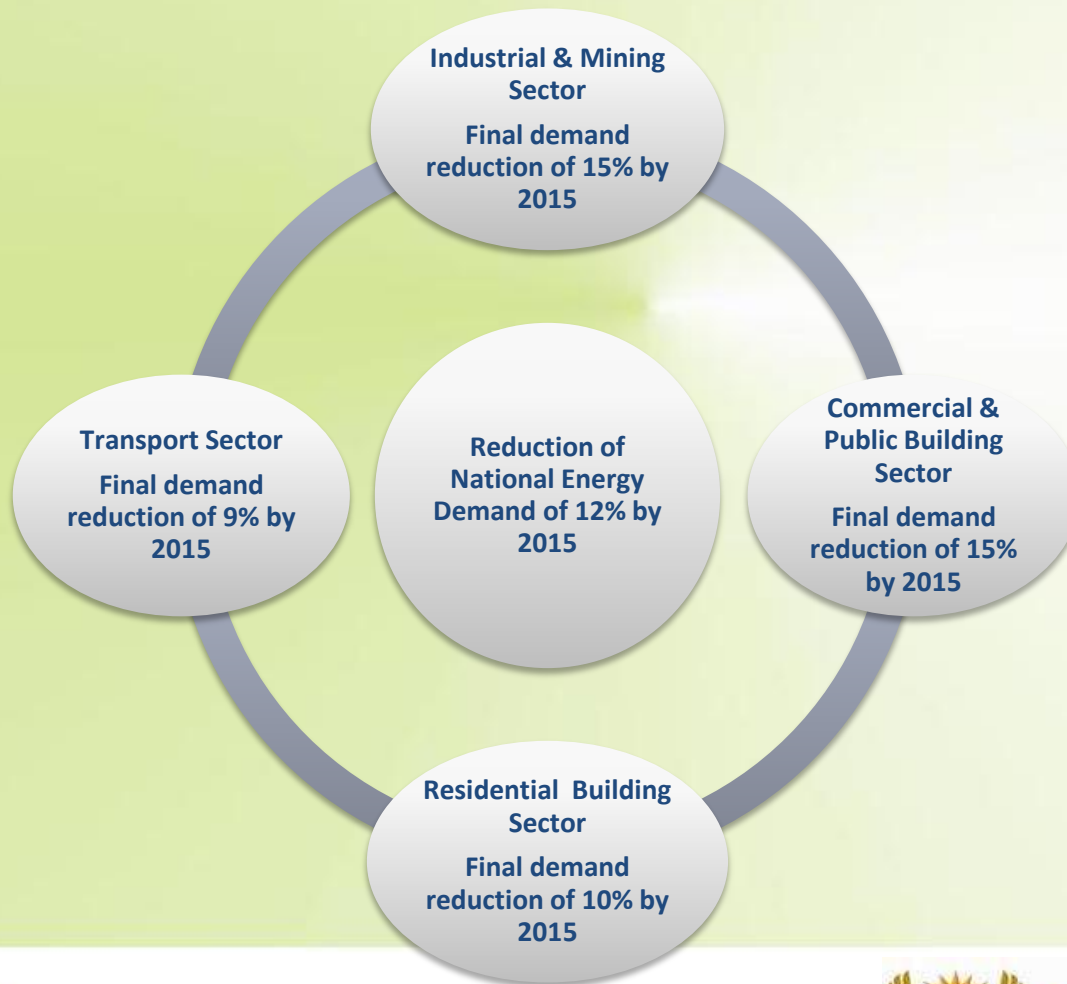 Industrial & Mining
Sector
Final demand
reduction of 15% by
2015
Transport Sector
Final demand
reduction of 9% by
2015
Reduction of
National Energy
Demand of 12% by
2015
Commercial &
Public Building
Sector
Final demand
reduction of 15%
by 2015
Residential Building
Sector
Final demand
reduction of 10% by
2015